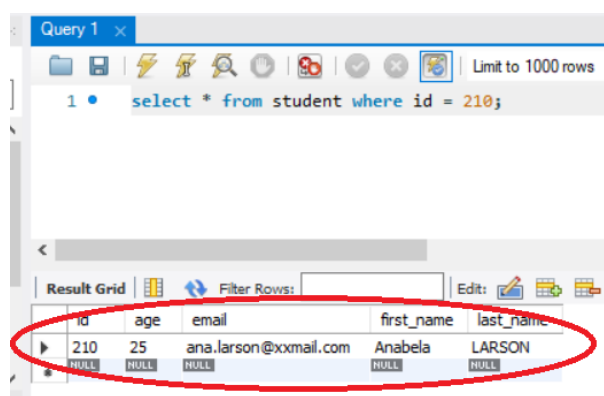 Query 1
Limit to 1000 rows
1 select * from student where id = 210;
Result Grid Filter Rows: Edit:
id age email first_name last_name
210 25 ana.larson@xxmail.com Anabela LARSON
NULL NULL NULL NULL NULL